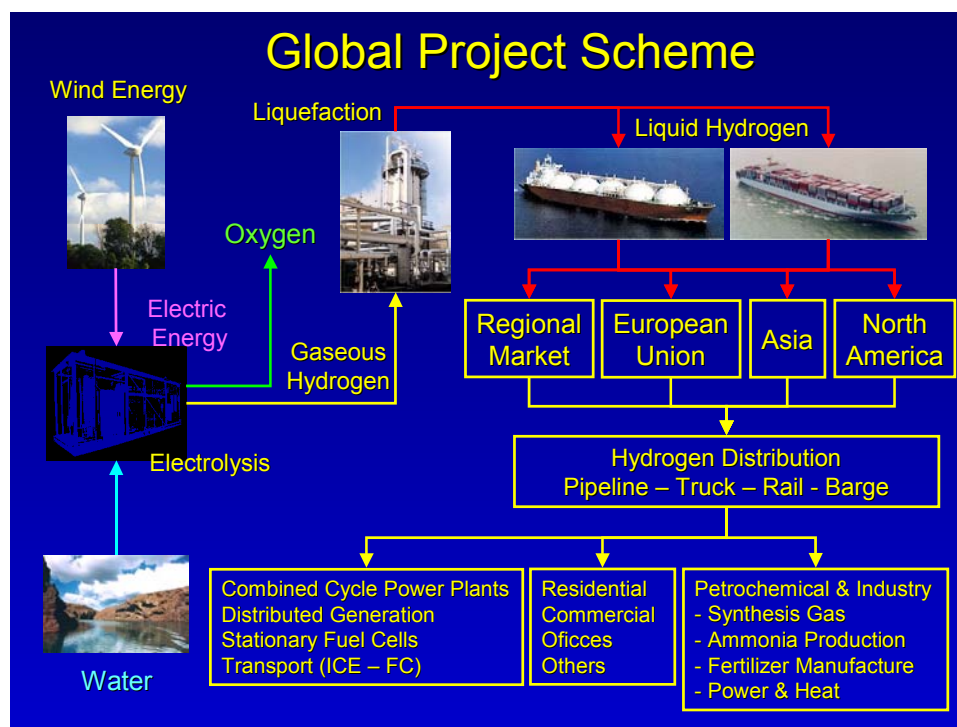 Global Project Scheme
Wind Energy
Liquefaction
Liquid Hydrogen
Oxygen
Electric
Energy
Gaseous
Hydrogen
Electrolysis
Water
Regional
Market
European
Union
Asia
North
America
Hydrogen Distribution
Pipeline – Truck – Rail - Barge
Combined Cycle Power Plants
Distributed Generation
Stationary Fuel Cells
Transport (ICE – FC)
Residential
Commercial
Oficces
Others
Petrochemical & Industry
- Synthesis Gas
- Ammonia Production
- Fertilizer Manufacture
- Power & Heat